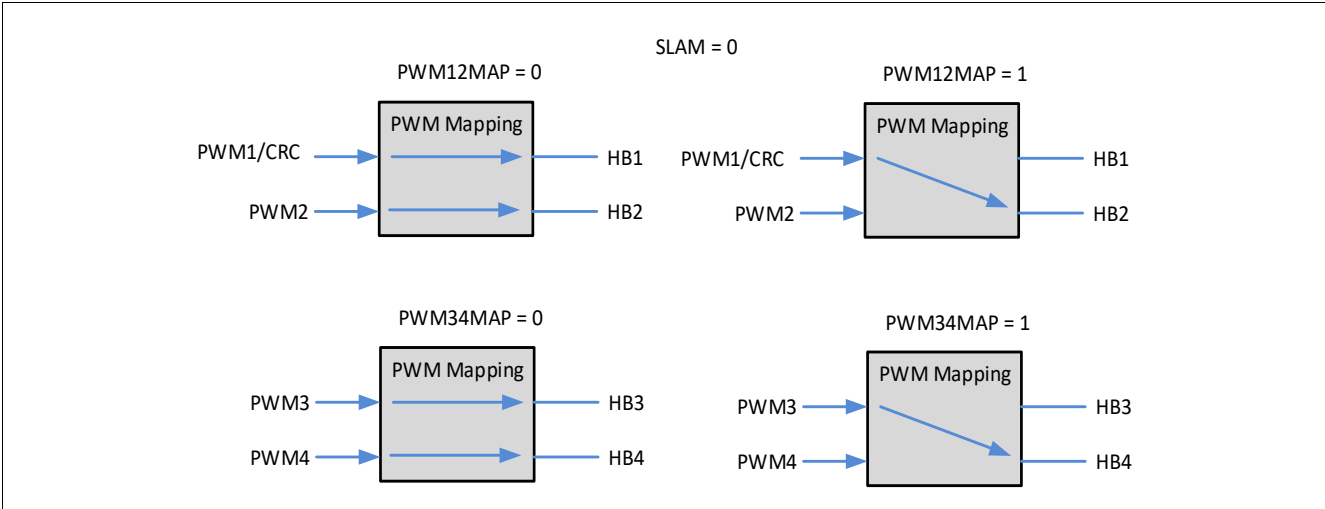 SLAM = 0
PWM12MAP = 0
PWM Mapping
PWM1/CRC
HB1
PWM2
HB2
PWM12MAP = 1
PWM Mapping
PWM1/CRC
HB1
PWM2
HB2
PWM34MAP = 0
PWM Mapping
PWM3
HB3
PWM4
HB4
PWM34MAP = 1
PWM Mapping
PWM3
HB3
PWM4
HB4